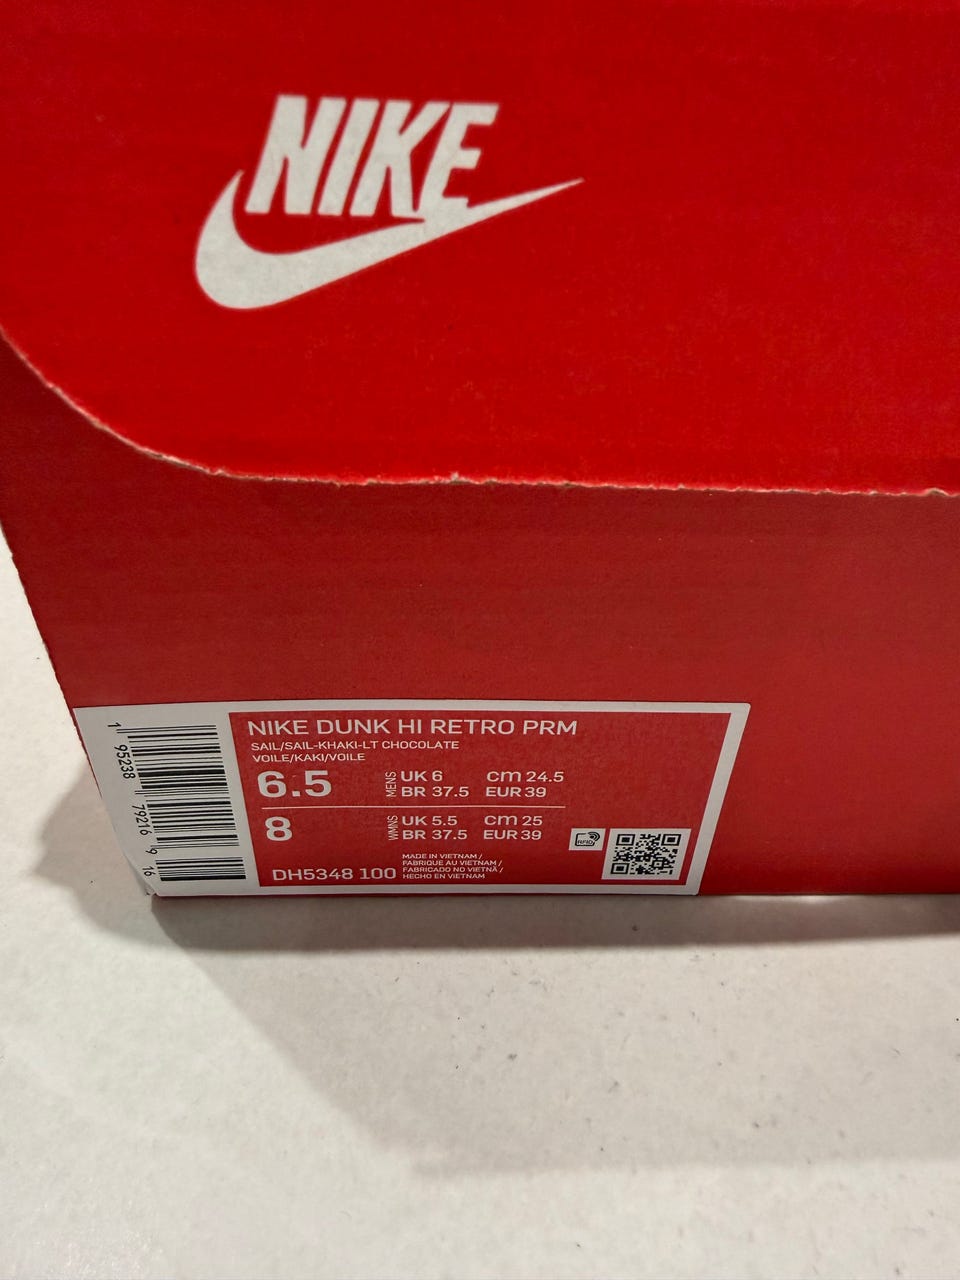 NIKE
NIKE DUNK HI RETRO PRM
SAIL/SAIL-KHAKI-LT CHOCOLATE
VOILE/KAKI/VOILE
6.5 MENS UK 6 cm 24.5
BR 37.5 EUR 39
8 WMNS UK 5.5 cm 25
BR 37.5 EUR 39
DH5348 100
MADE IN VIETNAM /
FABRIQUE AU VIETNAM /
FABRICADO NO VIETNÃ /
HECHO EN VIETNAM
RFID
1 95238 79216 9 16